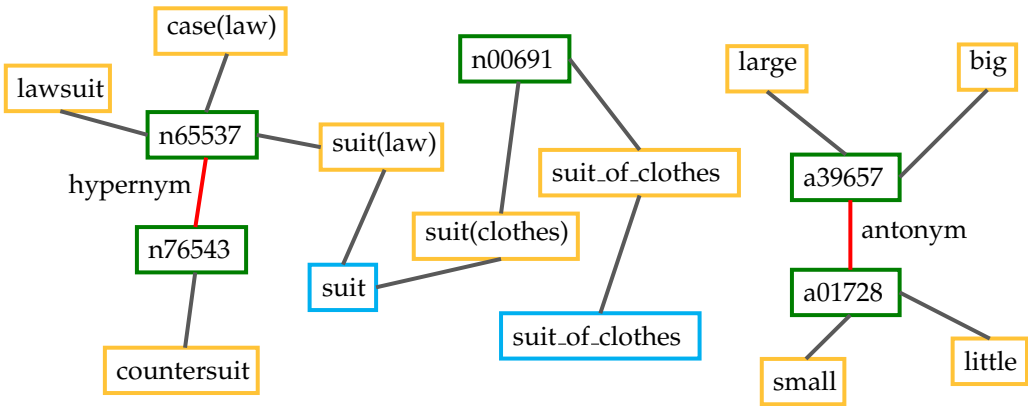 case(law)
lawsuit
n65537
suit(law)
hypernym
n76543
suit
countersuit
n00691
suit_of_clothes
suit(clothes)
suit_of_clothes
large
big
a39657
antonym
a01728
small
little